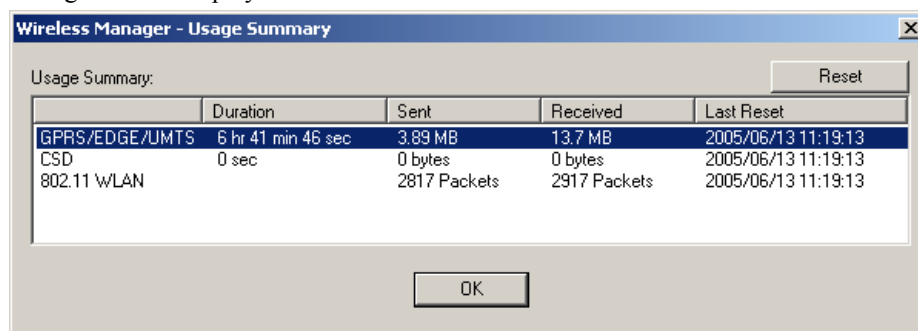 Wireless Manager - Usage Summary
Usage Summary:
Reset
Duration Sent Received Last Reset
GPRS/EDGE/UMTS 6 hr 41 min 46 sec 3.89 MB 13.7 MB 2005/06/13 11:19:13
CSD 0 sec 0 bytes 0 bytes 2005/06/13 11:19:13
802.11 WLAN 2817 Packets 2917 Packets 2005/06/13 11:19:13
OK